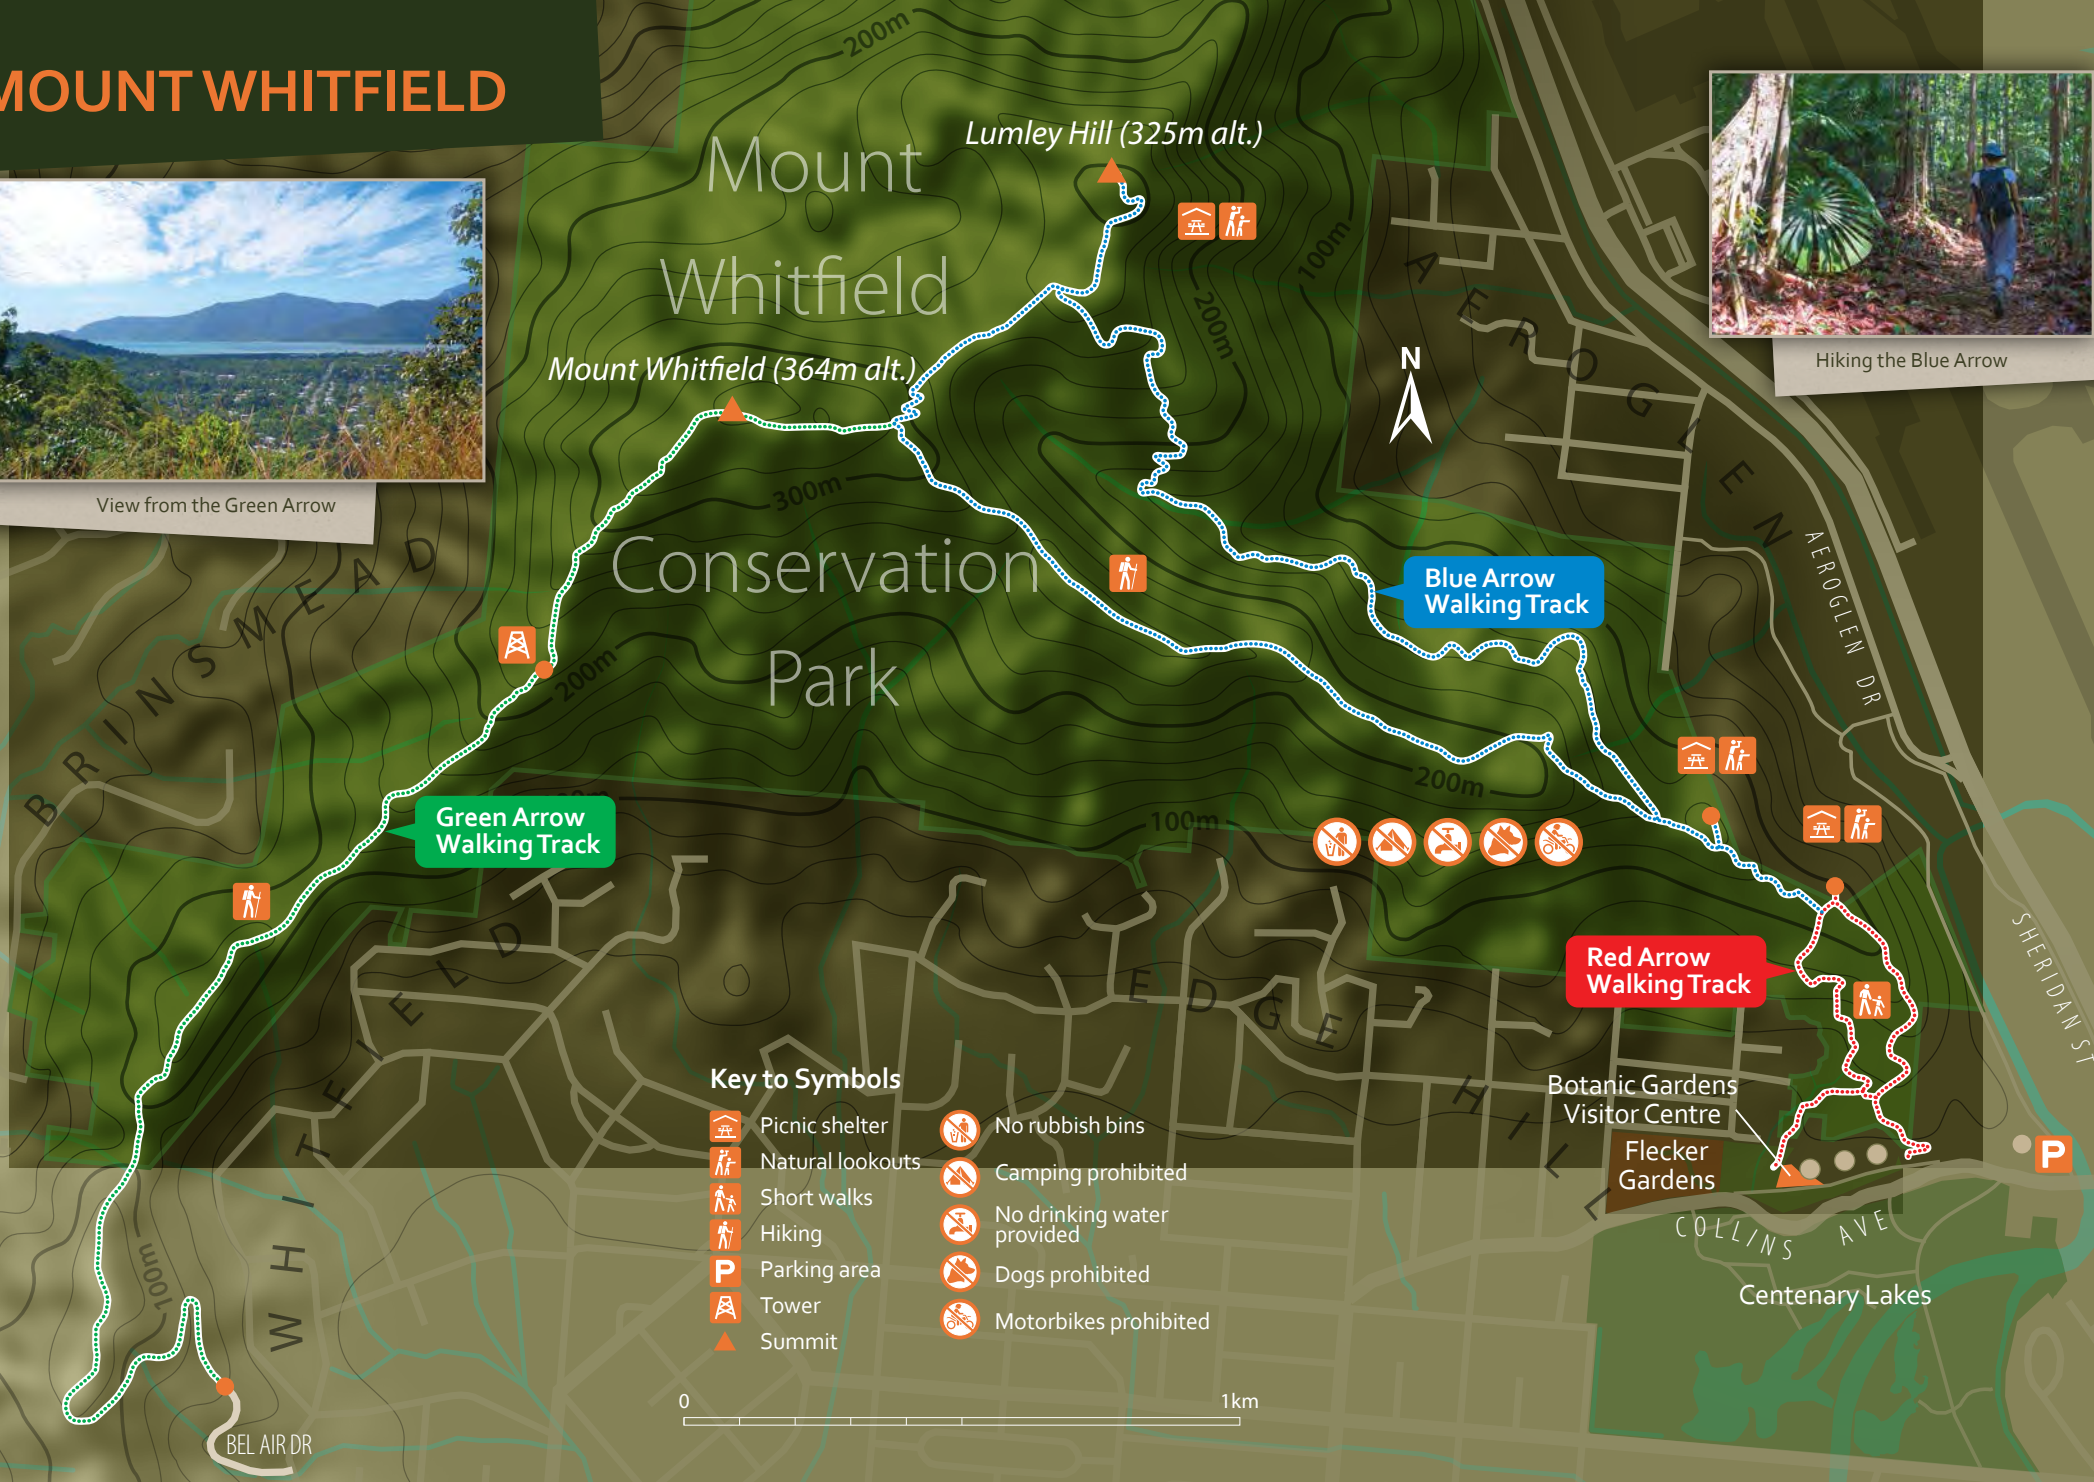 MOUNT WHITFIELD
View from the Green Arrow
Hiking the Blue Arrow
200m
Lumley Hill (325m alt.)
Mount
Whitfield
Conservation
Park
Mount Whitfield (364m alt.)
100m
200m
300m
200m
200m
100m
100m
N
AEROGLEN
AEROGLEN DR
BRINSMEAD
Blue Arrow
Walking Track
Green Arrow
Walking Track
Red Arrow
Walking Track
WHITFIELD
EDGE
HILL
SHERIDAN ST
Botanic Gardens
Visitor Centre
Flecker
Gardens
P
COLLINS AVE
Centenary Lakes
BEL AIR DR
Key to Symbols
Picnic shelter
Natural lookouts
Short walks
Hiking
P Parking area
Tower
Summit
No rubbish bins
Camping prohibited
No drinking water
provided
Dogs prohibited
Motorbikes prohibited
0 1km